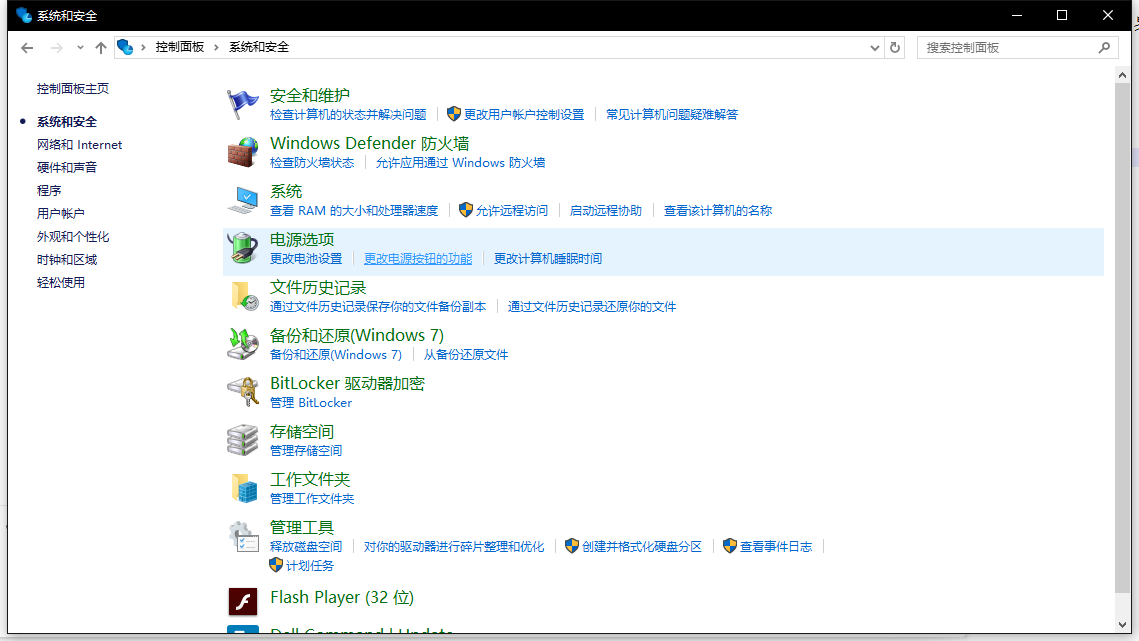 系统和安全
控制面板 系统和安全
搜索控制面板
控制面板主页
系统和安全
网络和 Internet
硬件和声音
程序
用户帐户
外观和个性化
时钟和区域
轻松使用
安全和维护
检查计算机的状态并解决问题 更改用户帐户控制设置 常见计算机问题疑难解答
Windows Defender 防火墙
检查防火墙状态 允许应用通过 Windows 防火墙
系统
查看 RAM 的大小和处理器速度 允许远程访问 启动远程协助 查看该计算机的名称
电源选项
更改电池设置 更改电源按钮的功能 更改计算机睡眠时间
文件历史记录
通过文件历史记录保存你的文件备份副本 通过文件历史记录还原你的文件
备份和还原(Windows 7)
备份和还原(Windows 7) 从备份还原文件
BitLocker 驱动器加密
管理 BitLocker
存储空间
管理存储空间
工作文件夹
管理工作文件夹
管理工具
释放磁盘空间 对你的驱动器进行碎片整理和优化 创建并格式化硬盘分区 查看事件日志
计划任务
Flash Player (32 位)
Dell Command | Update